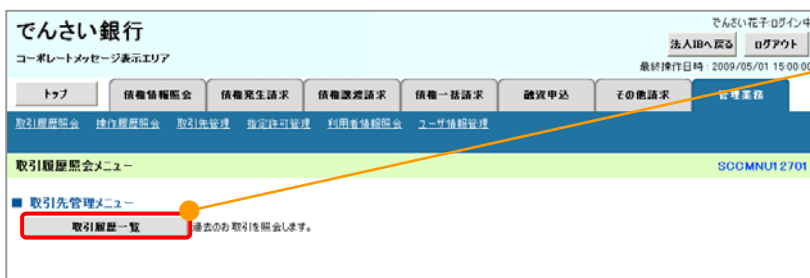 でんさい銀行
コーポレートメッセージ表示エリア
でんさい花子:ログイン中
法人IBへ戻る ログアウト
最終操作日時：2009/05/01 15:00:00
トップ 債権情報照会 債権発生請求 債権譲渡請求 債権一括請求 融資申込 その他請求 管理業務
取引履歴照会 操作履歴照会 取引先管理 指定許可管理 利用者情報照会 ユーザ情報管理
取引履歴照会メニュー SCCMNU12701
■ 取引先管理メニュー
取引履歴一覧 過去のお取引を照会します。